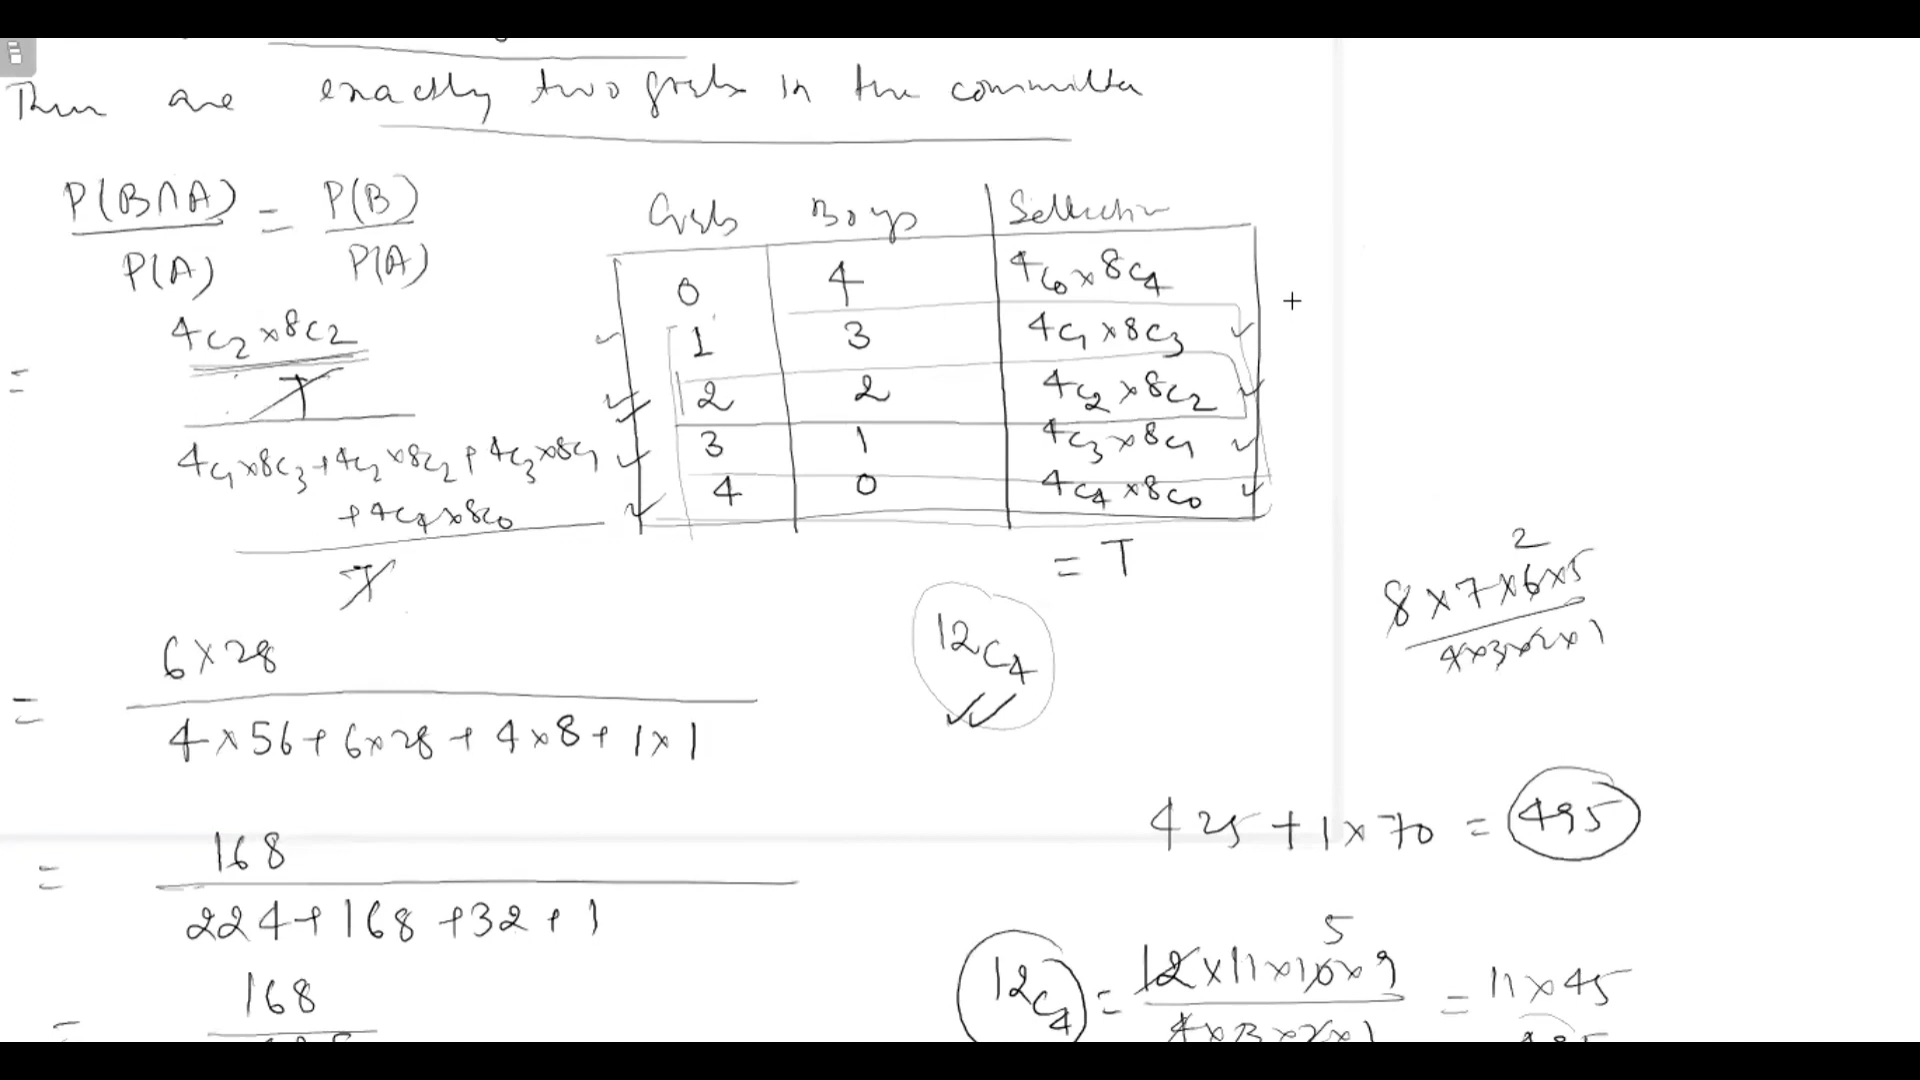 There are exactly two girls in the committee
P(B∩A) / P(A) = P(B) / P(A)
Girls Boys Selection
0 4 4C0 × 8C4
1 3 4C1 × 8C3
2 2 4C2 × 8C2
3 1 4C3 × 8C1
4 0 4C4 × 8C0
= T
= 4C2 × 8C2
T
4C1 × 8C3 + 4C2 × 8C2 + 4C3 × 8C1
+ 4C4 × 8C0
T
12C4
2
8 × 7 × 6 × 5
4 × 3 × 2 × 1
= 6 × 28
4 × 56 + 6 × 28 + 4 × 8 + 1 × 1
425 + 1 × 70 = 495
= 168
224 + 168 + 32 + 1
5
12C4 = 12 × 11 × 10 × 9 = 11 × 45
4 × 3 × 2 × 1
= 168